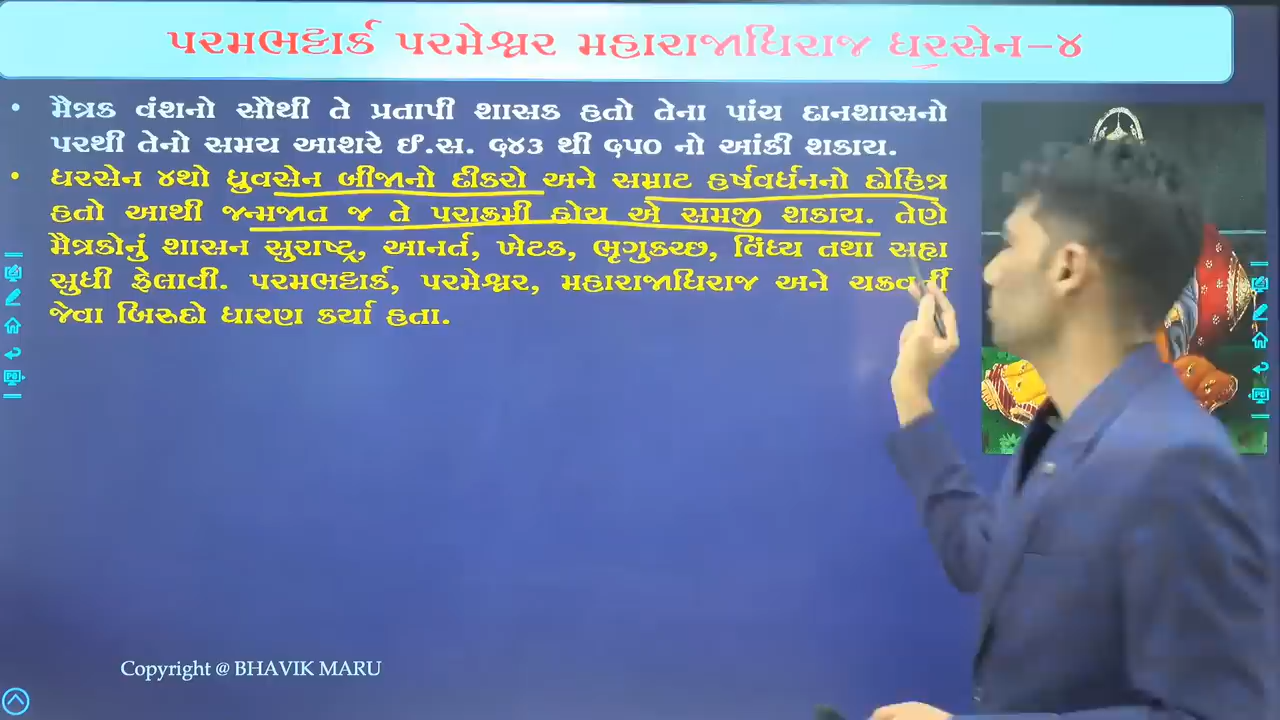 પરમભટ્ટાર્ક પરમેશ્વર મહારાજાધિરાજ ધરસેન-૪
• મૈત્રક વંશનો સૌથી તે પ્રતાપી શાસક હતો તેના પાંચ દાનશાસનો
પરથી તેનો સમય આશરે ઈ.સ. ૬૪૩ થી ૬૫૦ નો આંકી શકાય.
• ધરસેન ૪થો ધ્રુવસેન બીજાનો દીકરો અને સમ્રાટ હર્ષવર્ધનનો દોહિત્ર
હતો આથી જન્મજાત જ તે પરાક્રમી હોય એ સમજી શકાય. તેણે
મૈત્રકોનું શાસન સુરાષ્ટ્ર, આનર્ત, ખેટક, ભૃગુકચ્છ, વિંધ્ય તથા સહ્ય
સુધી ફેલાવી. પરમભટ્ટાર્ક, પરમેશ્વર, મહારાજાધિરાજ અને ચક્રવર્તી
જેવા બિરુદો ધારણ કર્યા હતા.
Copyright @ BHAVIK MARU